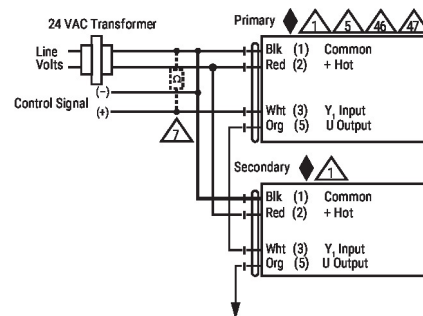 24 VAC Transformer
Primary
1 5 46 47
Line
Volts
Blk (1) Common
Red (2) + Hot
Ω
(–)
Control Signal (+)
Wht (3) Y, Input
Org (5) U Output
7
Secondary
1
Blk (1) Common
Red (2) + Hot
Wht (3) Y, Input
Org (5) U Output